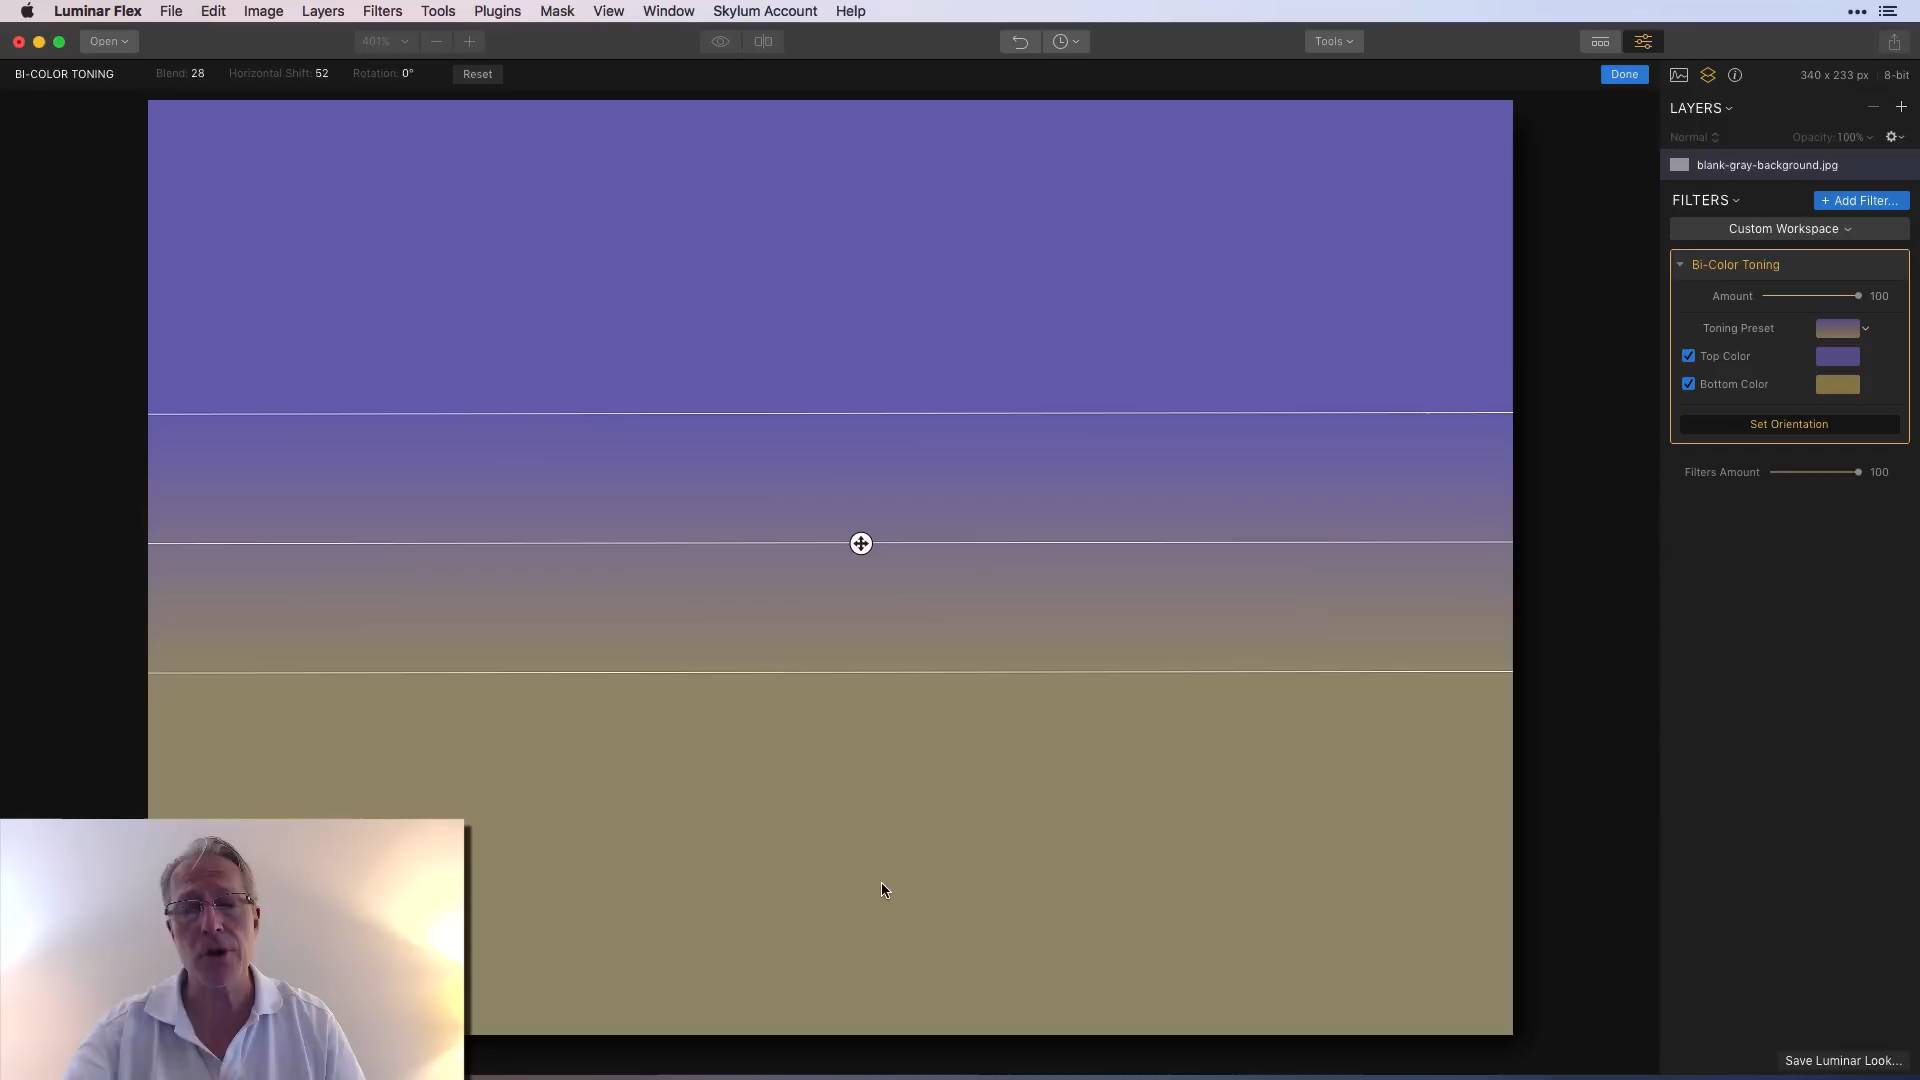 Luminar Flex File Edit Image Layers Filters Tools Plugins Mask View Window Skylum Account Help
Open 401% Tools
BI-COLOR TONING Blend: 28 Horizontal Shift: 52 Rotation: 0° Reset Done 340 x 233 px 8-bit
LAYERS
Normal Opacity: 100%
blank-gray-background.jpg
FILTERS + Add Filter...
Custom Workspace
Bi-Color Toning
Amount 100
Toning Preset
Top Color
Bottom Color
Set Orientation
Filters Amount 100
Save Luminar Look...